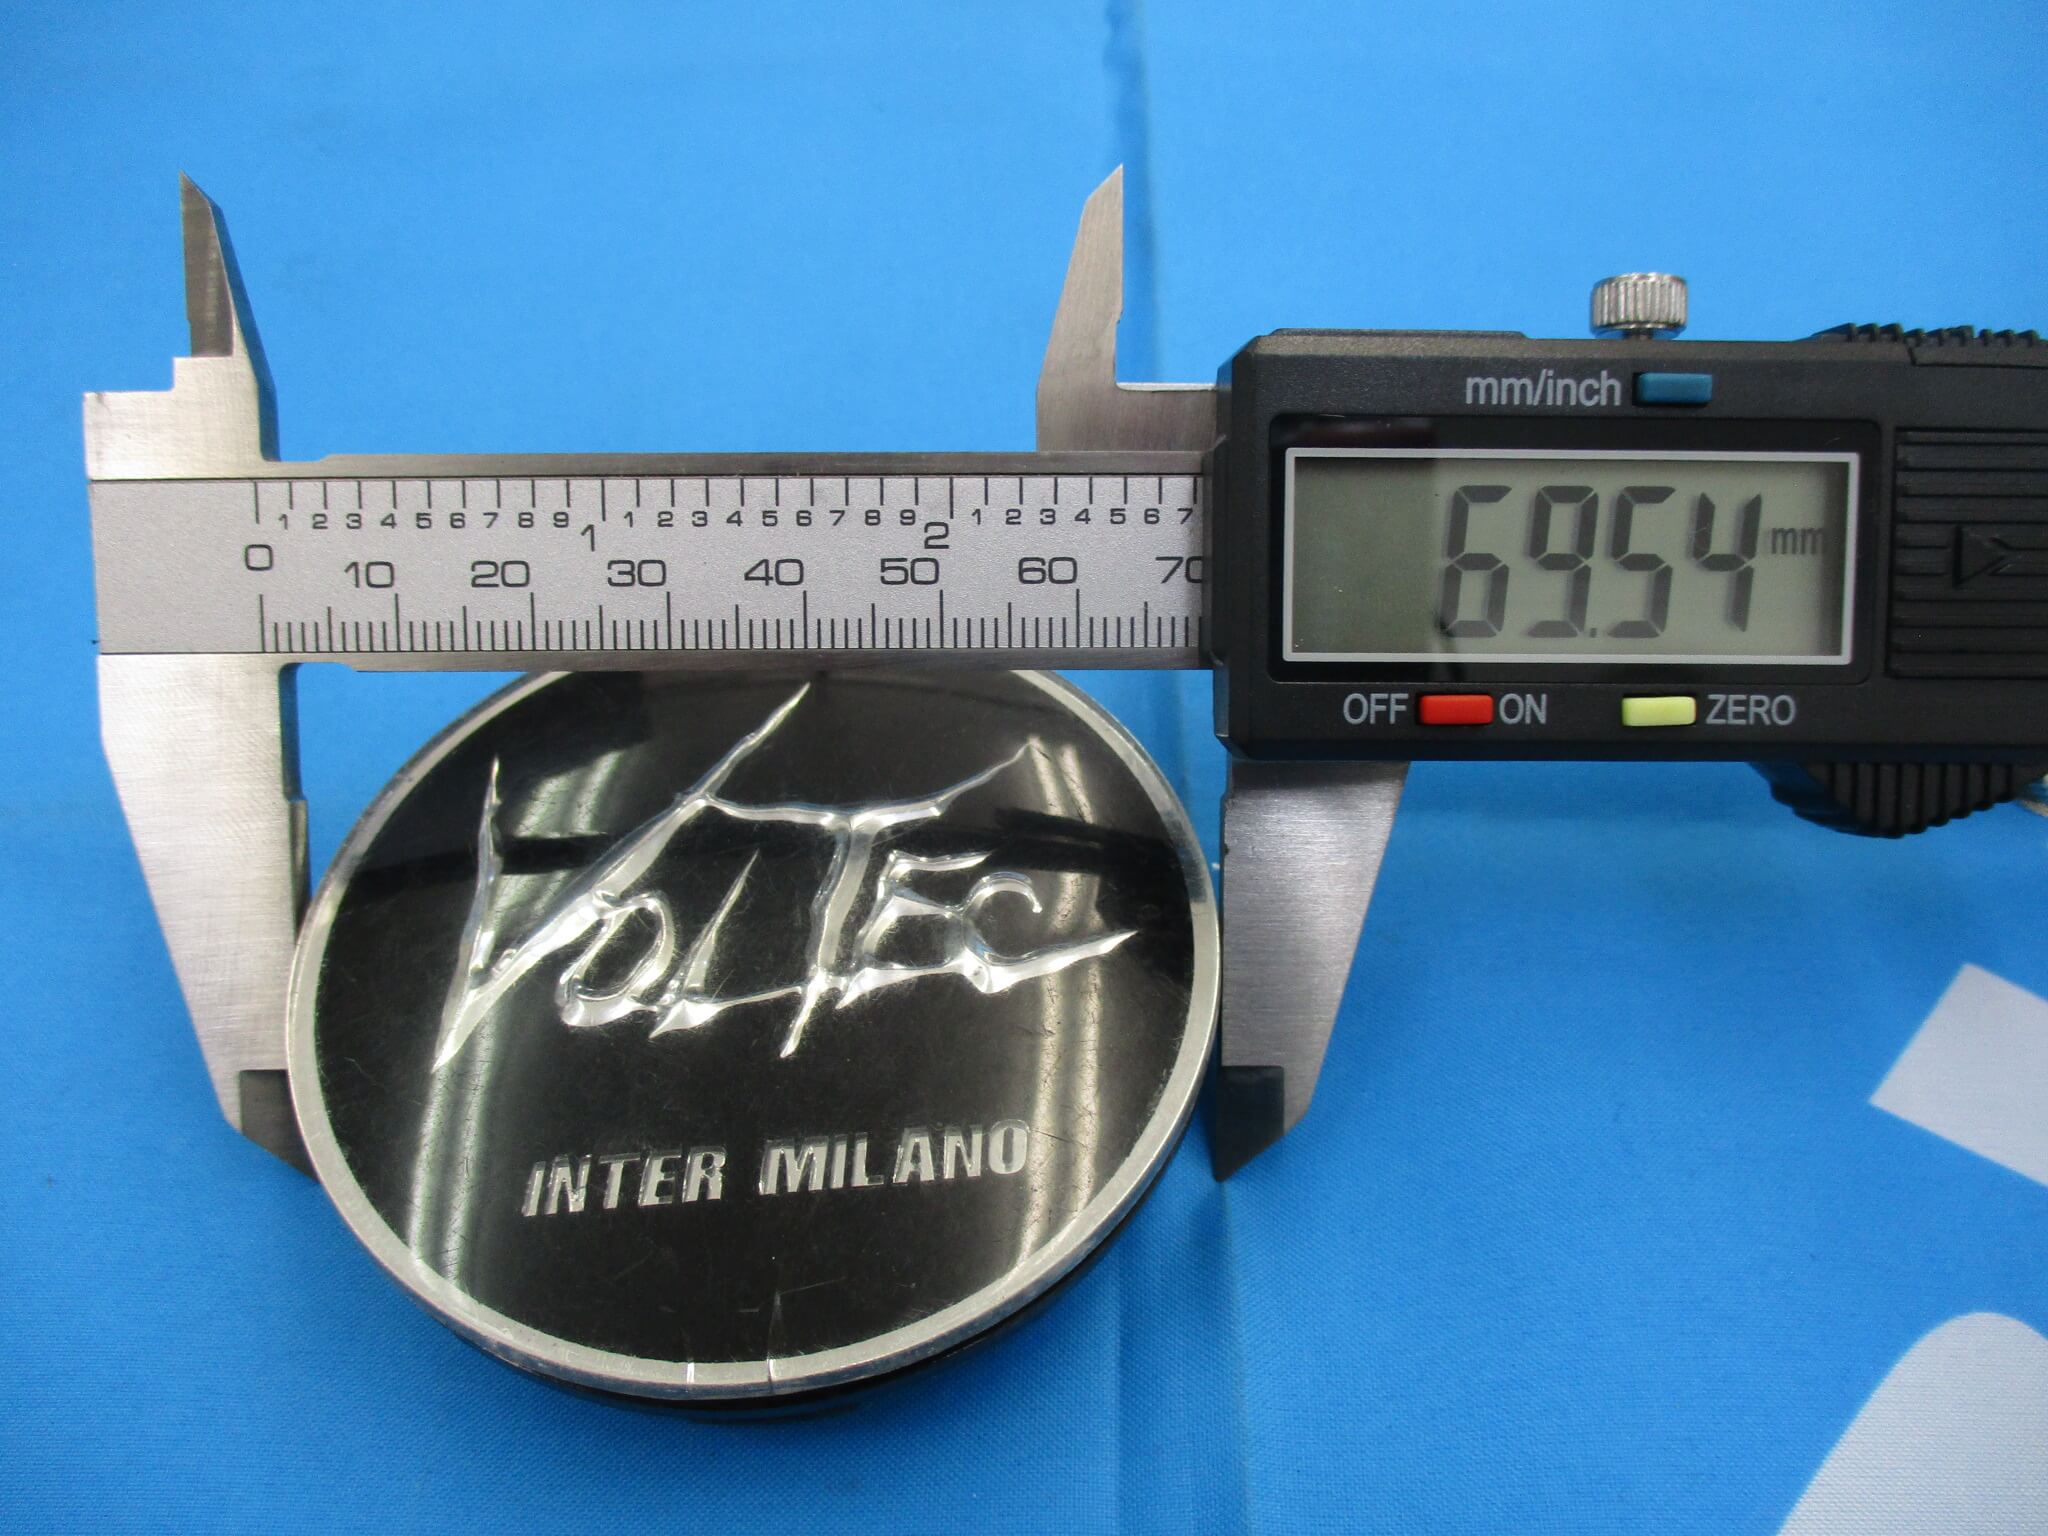 mm/inch
69.54 mm
1 2 3 4 5 6 7 8 9 1 1 2 3 4 5 6 7 8 9 2 1 2 3 4 5 6 7
0 10 20 30 40 50 60 70
OFF ON ZERO
VOLTEC
INTER MILANO